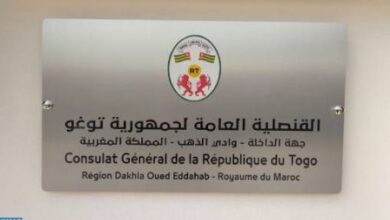 RT
القنصلية العامة لجمهورية توغو
جهة الداخلة - وادي الذهب - المملكة المغربية
Consulat Général de la République du Togo
Région Dakhla Oued Eddahab - Royaume du Maroc